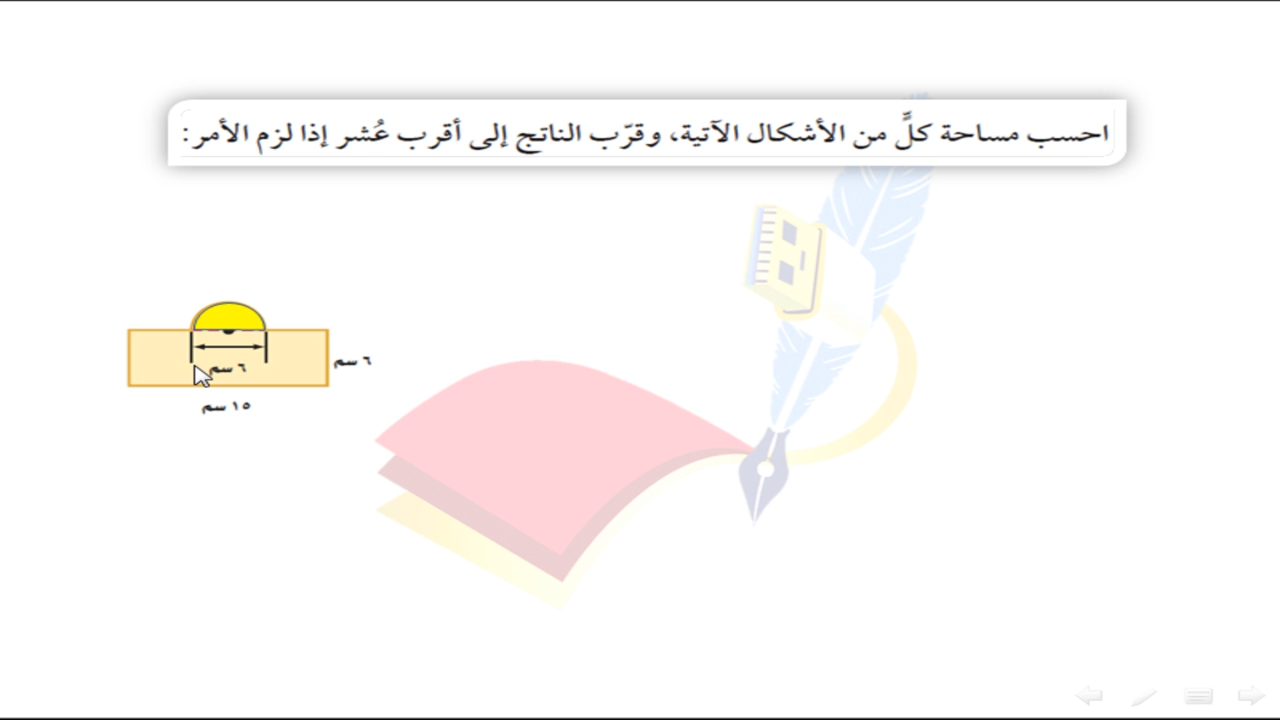 احسب مساحة كلٍّ من الأشكال الآتية، وقرّب الناتج إلى أقرب عُشر إذا لزم الأمر:
٦ سم
٦ سم
١٥ سم